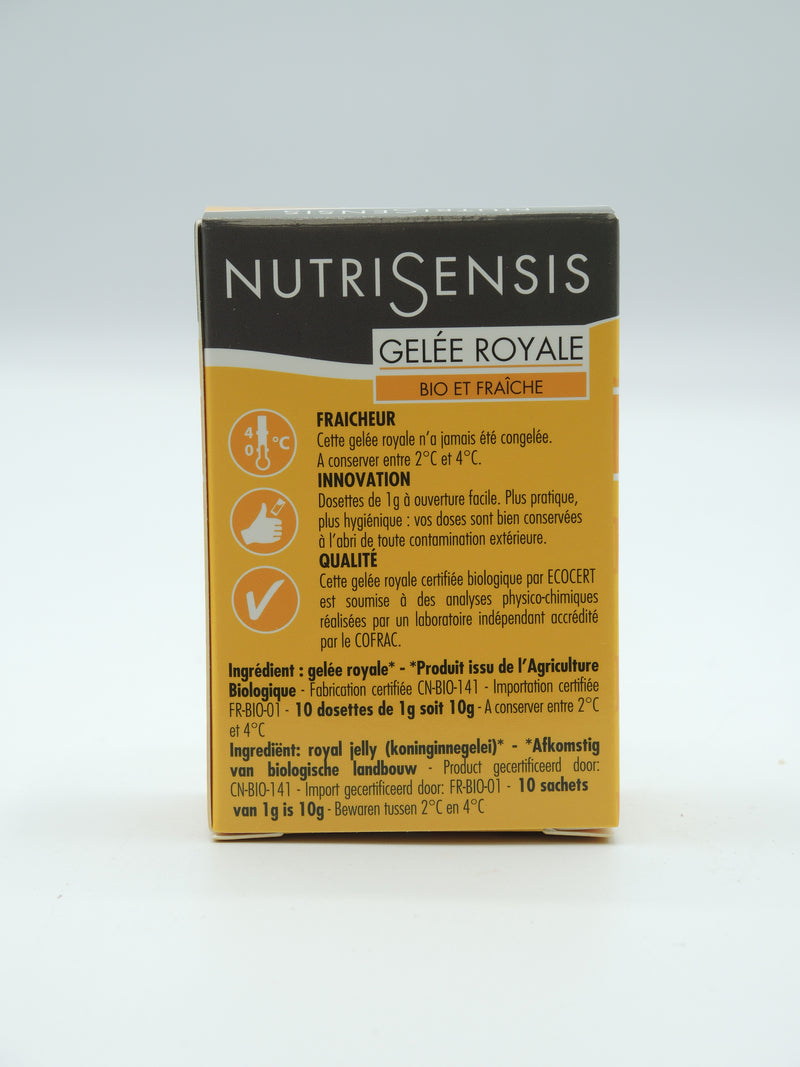 NUTRISENSIS
NUTRISENSIS
GELÉE ROYALE
BIO ET FRAÎCHE
4
0 °C
FRAICHEUR
Cette gelée royale n'a jamais été congelée.
A conserver entre 2°C et 4°C.
INNOVATION
Dosettes de 1g à ouverture facile. Plus pratique,
plus hygiénique : vos doses sont bien conservées
à l'abri de toute contamination extérieure.
QUALITÉ
Cette gelée royale certifiée biologique par ECOCERT
est soumise à des analyses physico-chimiques
réalisées par un laboratoire indépendant accrédité
par le COFRAC.
Ingrédient : gelée royale* - *Produit issu de l'Agriculture
Biologique - Fabrication certifiée CN-BIO-141 - Importation certifiée
FR-BIO-01 - 10 dosettes de 1g soit 10g - A conserver entre 2°C
et 4°C
Ingrediënt: royal jelly (koninginnegelei)* - *Afkomstig
van biologische landbouw - Product gecertificeerd door:
CN-BIO-141 - Import gecertificeerd door: FR-BIO-01 - 10 sachets
van 1g is 10g - Bewaren tussen 2°C en 4°C